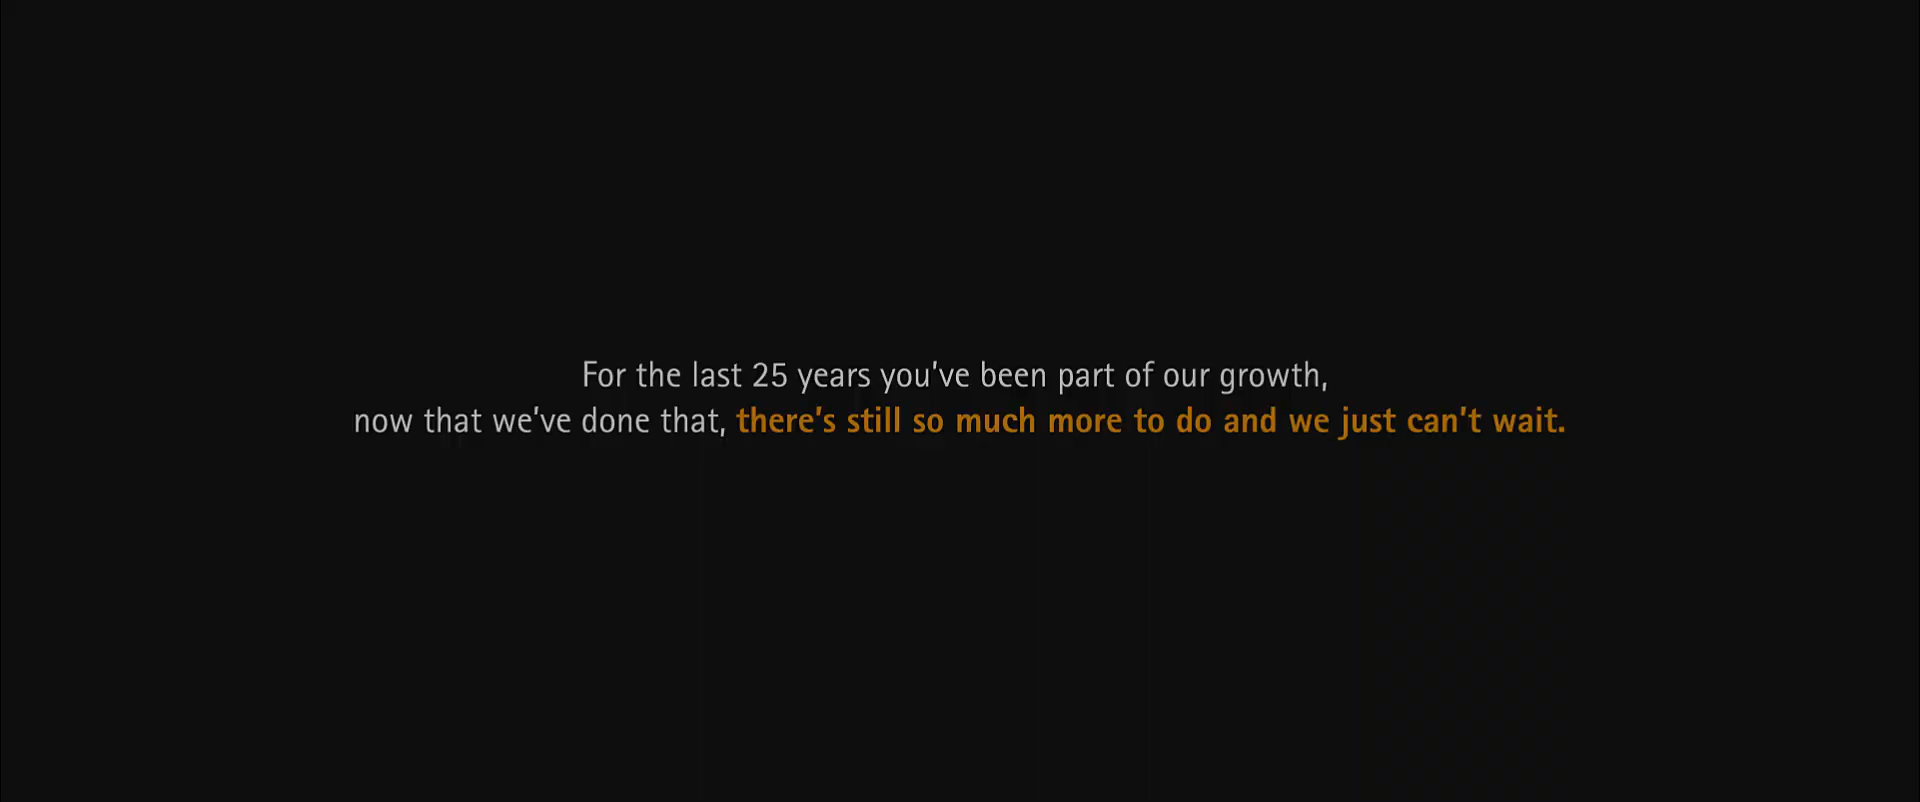 For the last 25 years you've been part of our growth,
now that we've done that, there's still so much more to do and we just can't wait.